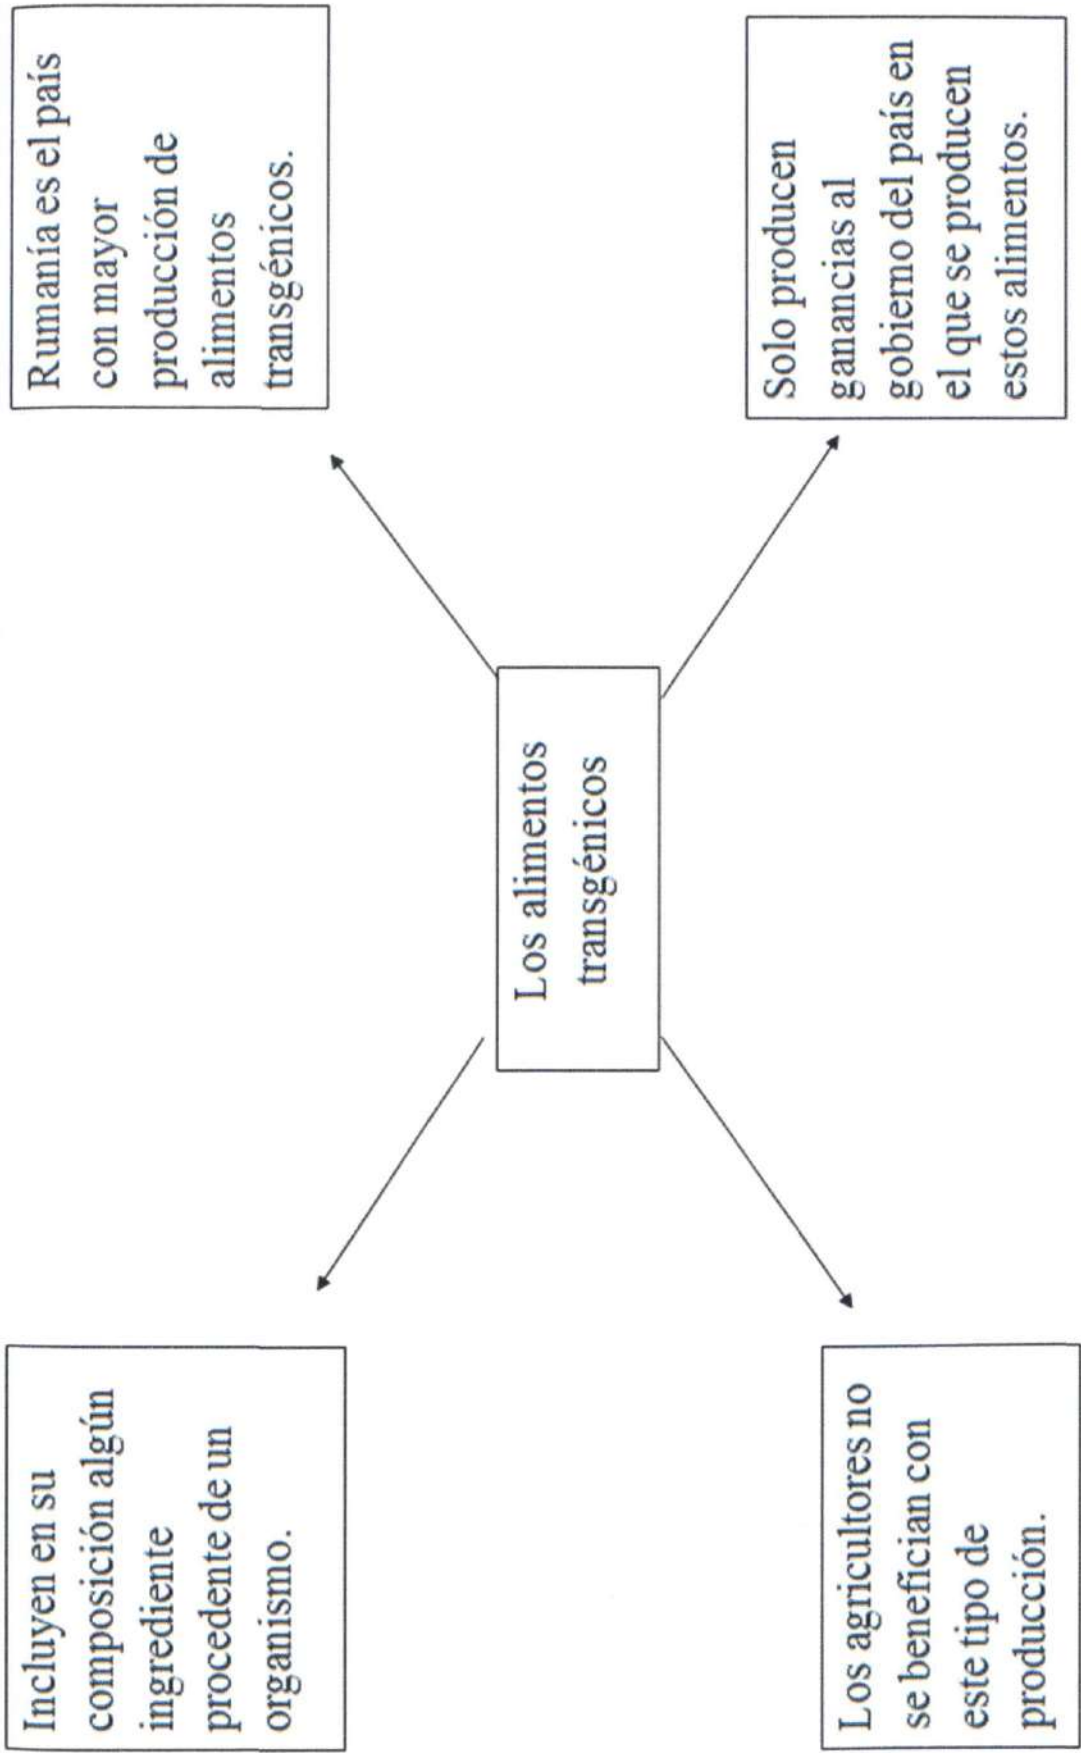 Incluyen en su
composición algún
ingrediente
procedente de un
organismo.
Rumanía es el país
con mayor
producción de
alimentos
transgénicos.
Los alimentos
transgénicos
Los agricultores no
se benefician con
este tipo de
producción.
Solo producen
ganancias al
gobierno del país en
el que se producen
estos alimentos.